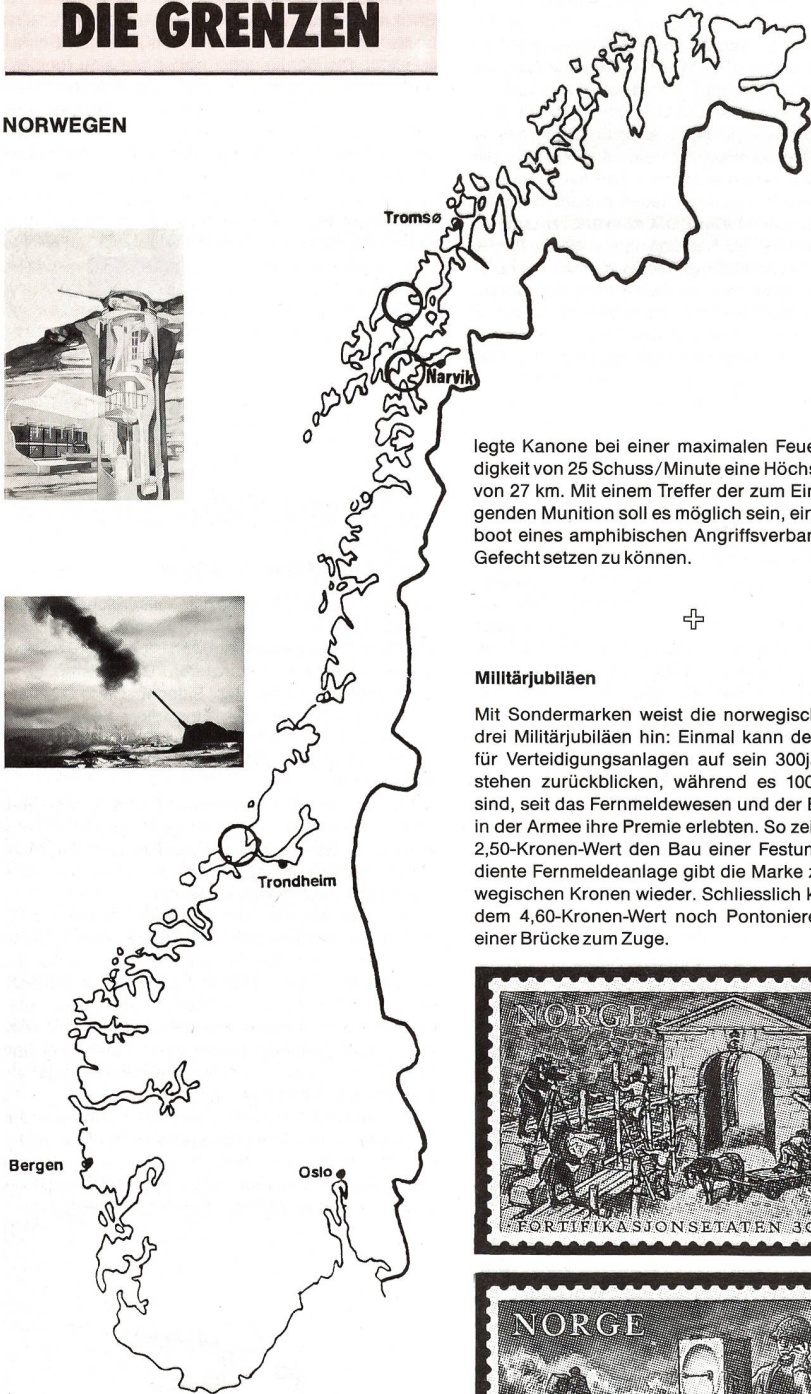 DIE GRENZEN
NORWEGEN
Tromsø
Narvik
Trondheim
Bergen
Oslo
legte Kanone bei einer maximalen Feue
digkeit von 25 Schuss/Minute eine Höchs
von 27 km. Mit einem Treffer der zum Ein
genden Munition soll es möglich sein, ein
boot eines amphibischen Angriffsverban
Gefecht setzen zu können.
Militärjubiläen
Mit Sondermarken weist die norwegisc
drei Militärjubiläen hin: Einmal kann de
für Verteidigungsanlagen auf sein 300j
stehen zurückblicken, während es 100
sind, seit das Fernmeldewesen und der B
in der Armee ihre Premie erlebten. So zei
2,50-Kronen-Wert den Bau einer Festun
diente Fernmeldeanlage gibt die Marke z
wegischen Kronen wieder. Schliesslich k
dem 4,60-Kronen-Wert noch Pontoniere
einer Brücke zum Zuge.
NORGE
FORTIFIKASJONSETATEN 30
NORGE